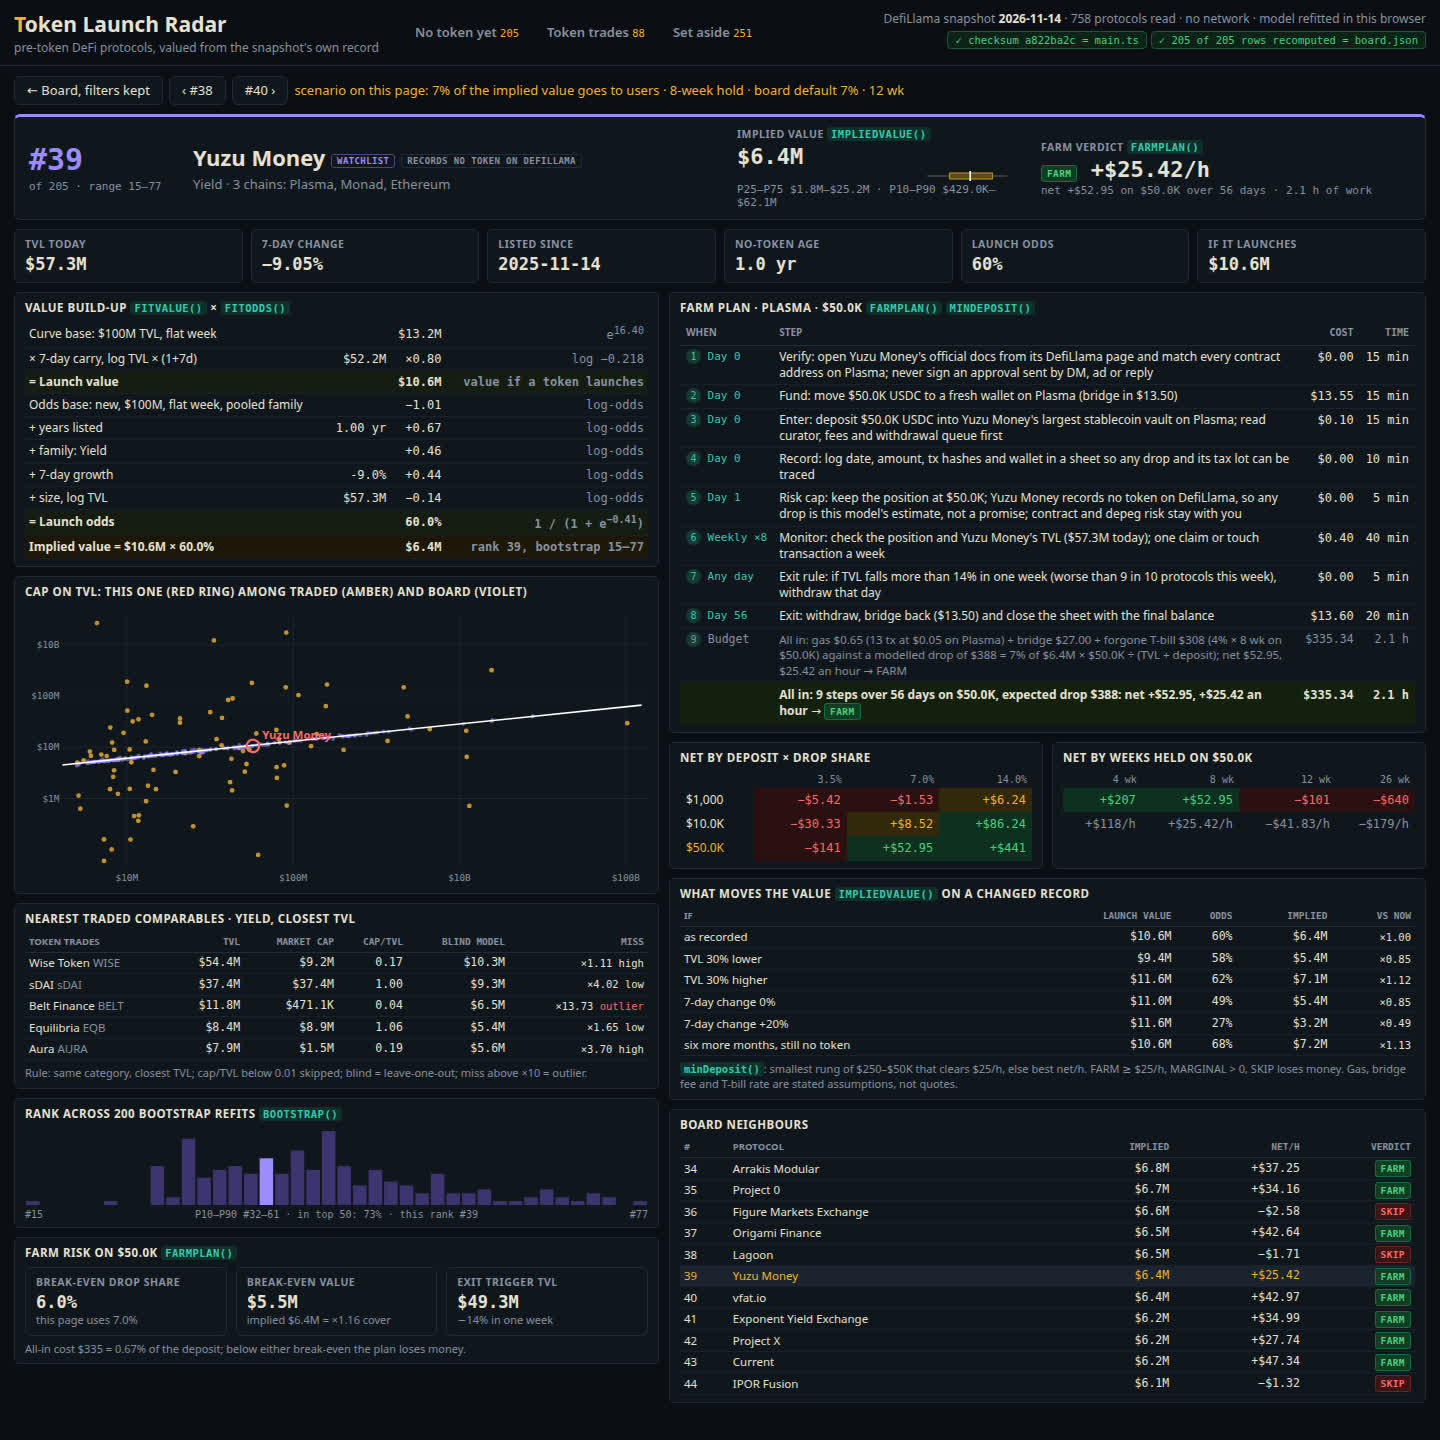 Token Launch Radar
pre-token DeFi protocols, valued from the snapshot's own record
No token yet 205 Token trades 88 Set aside 251
DefiLlama snapshot 2026-11-14 · 758 protocols read · no network · model refitted in this browser
✓ checksum a822ba2c = main.ts ✓ 205 of 205 rows recomputed = board.json
← Board, filters kept ‹ #38 #40 › scenario on this page: 7% of the implied value goes to users · 8-week hold · board default 7% · 12 wk
#39
of 205 · range 15–77
Yuzu Money WATCHLIST RECORDS NO TOKEN ON DEFILLAMA
Yield · 3 chains: Plasma, Monad, Ethereum
IMPLIED VALUE IMPLIEDVALUE()
$6.4M
P25–P75 $1.8M–$25.2M · P10–P90 $429.0K–
$62.1M
FARM VERDICT FARMPLAN()
FARM +$25.42/h
net +$52.95 on $50.0K over 56 days · 2.1 h of work
TVL TODAY
$57.3M
7-DAY CHANGE
−9.05%
LISTED SINCE
2025-11-14
NO-TOKEN AGE
1.0 yr
LAUNCH ODDS
60%
IF IT LAUNCHES
$10.6M
VALUE BUILD-UP FITVALUE() × FITODDS()
Curve base: $100M TVL, flat week $13.2M e16.40
× 7-day carry, log TVL × (1+7d) $52.2M ×0.80 log −0.218
= Launch value $10.6M value if a token launches
Odds base: new, $100M, flat week, pooled family −1.01 log-odds
+ years listed 1.00 yr +0.67 log-odds
+ family: Yield +0.46 log-odds
+ 7-day growth -9.0% +0.44 log-odds
+ size, log TVL $57.3M −0.14 log-odds
= Launch odds 60.0% 1 / (1 + e−0.41)
Implied value = $10.6M × 60.0% $6.4M rank 39, bootstrap 15–77
CAP ON TVL: THIS ONE (RED RING) AMONG TRADED (AMBER) AND BOARD (VIOLET)
$10B
$100M
$10M
$1M
Yuzu Money
$10M $100M $10B $100B
NEAREST TRADED COMPARABLES · YIELD, CLOSEST TVL
TOKEN TRADES TVL MARKET CAP CAP/TVL BLIND MODEL MISS
Wise Token WISE $54.4M $9.2M 0.17 $10.3M ×1.11 high
sDAI sDAI $37.4M $37.4M 1.00 $9.3M ×4.02 low
Belt Finance BELT $11.8M $471.1K 0.04 $6.5M ×13.73 outlier
Equilibria EQB $8.4M $8.9M 1.06 $5.4M ×1.65 low
Aura AURA $7.9M $1.5M 0.19 $5.6M ×3.70 high
Rule: same category, closest TVL; cap/TVL below 0.01 skipped; blind = leave-one-out; miss above ×10 = outlier.
RANK ACROSS 200 BOOTSTRAP REFITS BOOTSTRAP()
#15 P10–P90 #32–61 · in top 50: 73% · this rank #39 #77
FARM RISK ON $50.0K FARMPLAN()
BREAK-EVEN DROP SHARE
6.0%
this page uses 7.0%
BREAK-EVEN VALUE
$5.5M
implied $6.4M = ×1.16 cover
EXIT TRIGGER TVL
$49.3M
−14% in one week
All-in cost $335 = 0.67% of the deposit; below either break-even the plan loses money.
FARM PLAN · PLASMA · $50.0K FARMPLAN() MINDEPOSIT()
WHEN STEP COST TIME
1 Day 0 Verify: open Yuzu Money's official docs from its DefiLlama page and match every contract $0.00 15 min
address on Plasma; never sign an approval sent by DM, ad or reply
2 Day 0 Fund: move $50.0K USDC to a fresh wallet on Plasma (bridge in $13.50) $13.55 15 min
3 Day 0 Enter: deposit $50.0K USDC into Yuzu Money's largest stablecoin vault on Plasma; read $0.10 15 min
curator, fees and withdrawal queue first
4 Day 0 Record: log date, amount, tx hashes and wallet in a sheet so any drop and its tax lot can be $0.00 10 min
traced
5 Day 1 Risk cap: keep the position at $50.0K; Yuzu Money records no token on DefiLlama, so any $0.00 5 min
drop is this model's estimate, not a promise; contract and depeg risk stay with you
6 Weekly ×8 Monitor: check the position and Yuzu Money's TVL ($57.3M today); one claim or touch $0.40 40 min
transaction a week
7 Any day Exit rule: if TVL falls more than 14% in one week (worse than 9 in 10 protocols this week), $0.00 5 min
withdraw that day
8 Day 56 Exit: withdraw, bridge back ($13.50) and close the sheet with the final balance $13.60 20 min
9 Budget All in: gas $0.65 (13 tx at $0.05 on Plasma) + bridge $27.00 + forgone T-bill $308 (4% × 8 wk on $335.34 2.1 h
$50.0K) against a modelled drop of $388 = 7% of $6.4M × $50.0K ÷ (TVL + deposit); net $52.95,
$25.42 an hour → FARM
All in: 9 steps over 56 days on $50.0K, expected drop $388: net +$52.95, +$25.42 an $335.34 2.1 h
hour → FARM
NET BY DEPOSIT × DROP SHARE
3.5% 7.0% 14.0%
$1,000 −$5.42 −$1.53 +$6.24
$10.0K −$30.33 +$8.52 +$86.24
$50.0K −$141 +$52.95 +$441
NET BY WEEKS HELD ON $50.0K
4 wk 8 wk 12 wk 26 wk
+$207 +$52.95 −$101 −$640
+$118/h +$25.42/h −$41.83/h −$179/h
WHAT MOVES THE VALUE IMPLIEDVALUE() ON A CHANGED RECORD
IF LAUNCH VALUE ODDS IMPLIED VS NOW
as recorded $10.6M 60% $6.4M ×1.00
TVL 30% lower $9.4M 58% $5.4M ×0.85
TVL 30% higher $11.6M 62% $7.1M ×1.12
7-day change 0% $11.0M 49% $5.4M ×0.85
7-day change +20% $11.6M 27% $3.2M ×0.49
six more months, still no token $10.6M 68% $7.2M ×1.13
minDeposit(): smallest rung of $250–$50K that clears $25/h, else best net/h. FARM ≥ $25/h, MARGINAL > 0, SKIP loses money. Gas, bridge
fee and T-bill rate are stated assumptions, not quotes.
BOARD NEIGHBOURS
# PROTOCOL IMPLIED NET/H VERDICT
34 Arrakis Modular $6.8M +$37.25 FARM
35 Project 0 $6.7M +$34.16 FARM
36 Figure Markets Exchange $6.6M −$2.58 SKIP
37 Origami Finance $6.5M +$42.64 FARM
38 Lagoon $6.5M −$1.71 SKIP
39 Yuzu Money $6.4M +$25.42 FARM
40 vfat.io $6.4M +$42.97 FARM
41 Exponent Yield Exchange $6.2M +$34.99 FARM
42 Project X $6.2M +$27.74 FARM
43 Current $6.2M +$47.34 FARM
44 IPOR Fusion $6.1M −$1.32 SKIP